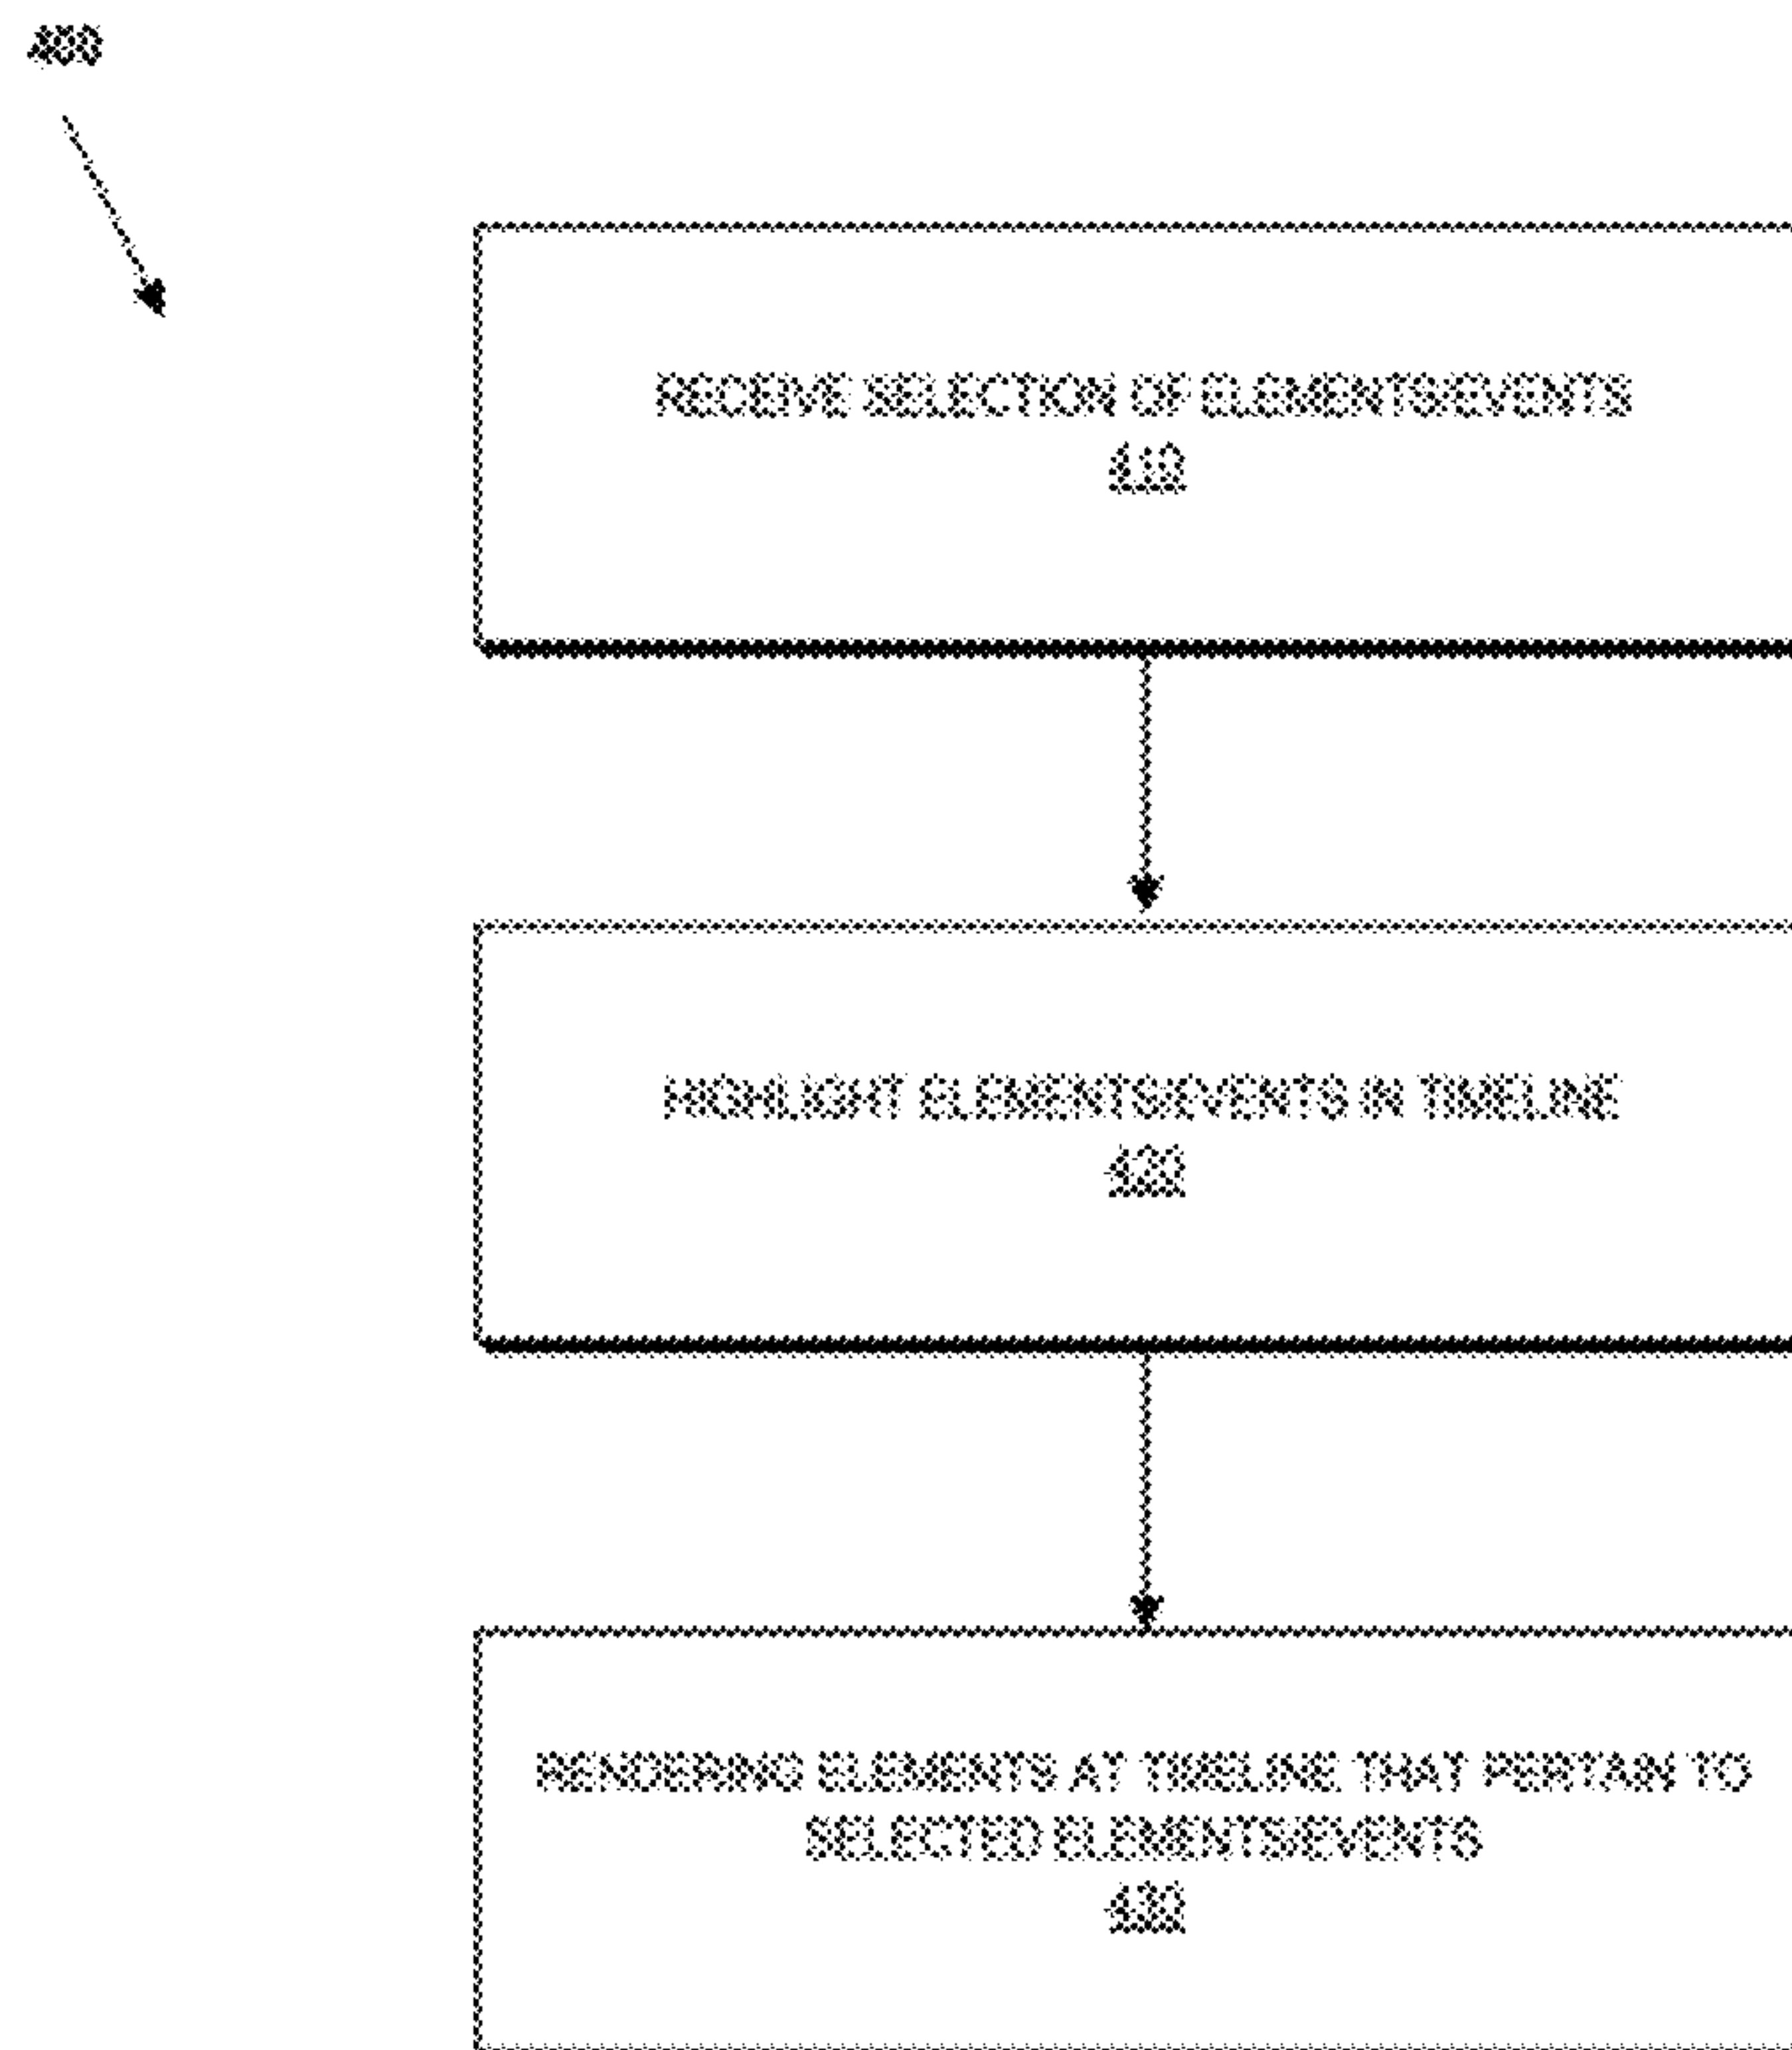 400
RECEIVE SELECTION OF ELEMENTS/EVENTS
410
HIGHLIGHT ELEMENTS/EVENTS IN TIMELINE
420
RENDERING ELEMENTS AT TIMELINE THAT PERTAIN TO
SELECTED ELEMENTS/EVENTS
430